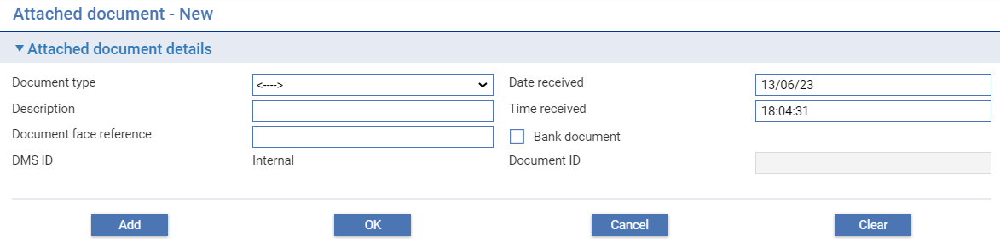 Attached document - New
Attached document details
Document type <----> Date received 13/06/23
Description Time received 18:04:31
Document face reference Bank document
DMS ID Internal Document ID
Add OK Cancel Clear